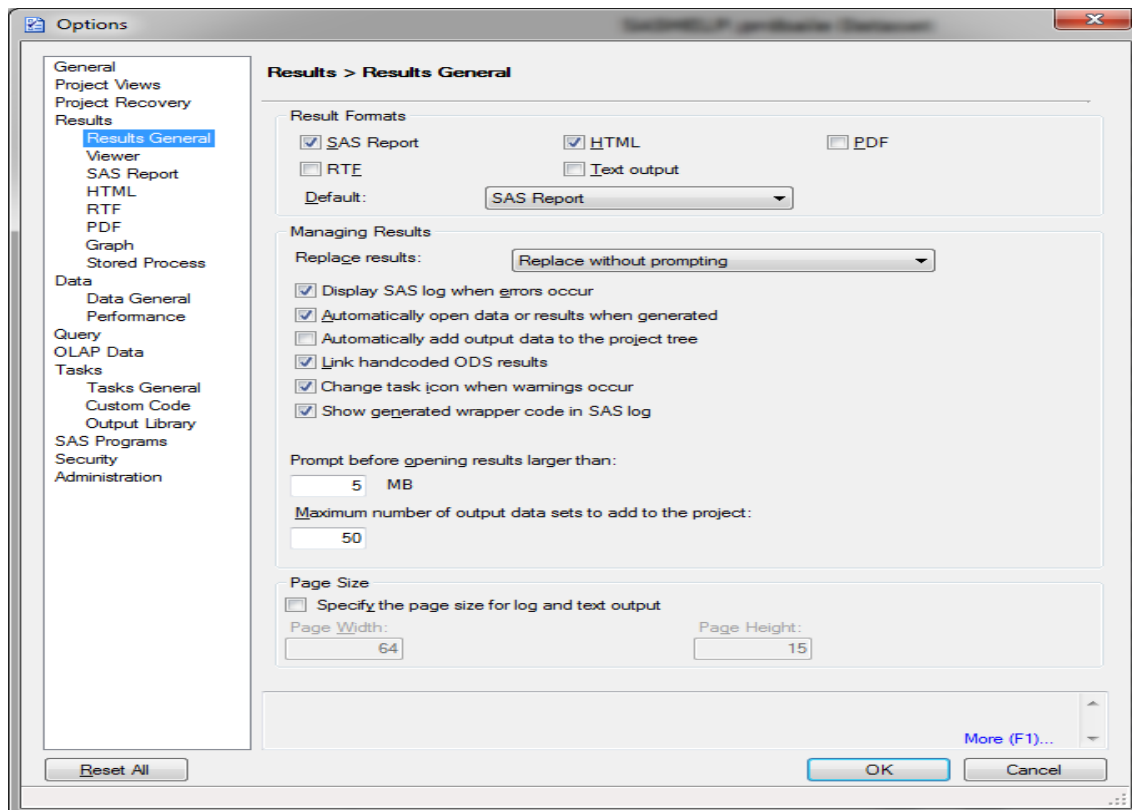 Options
General
Project Views
Project Recovery
Results
Results General
Viewer
SAS Report
HTML
RTF
PDF
Graph
Stored Process
Data
Data General
Performance
Query
OLAP Data
Tasks
Tasks General
Custom Code
Output Library
SAS Programs
Security
Administration
Results > Results General
Result Formats
SAS Report HTML PDF
RTF Text output
Default: SAS Report
Managing Results
Replace results: Replace without prompting
Display SAS log when errors occur
Automatically open data or results when generated
Automatically add output data to the project tree
Link handcoded ODS results
Change task icon when warnings occur
Show generated wrapper code in SAS log
Prompt before opening results larger than:
5 MB
Maximum number of output data sets to add to the project:
50
Page Size
Specify the page size for log and text output
Page Width: Page Height:
64 15
More (F1)...
Reset All OK Cancel